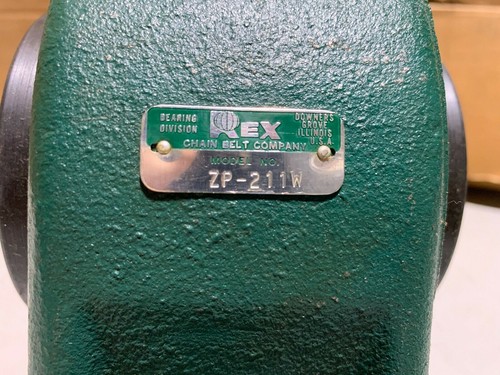 BEARING
DIVISION
REX
DOWNERS
GROVE
ILLINOIS
U.S.A.
CHAIN BELT COMPANY
MODEL NO.
ZP-211W